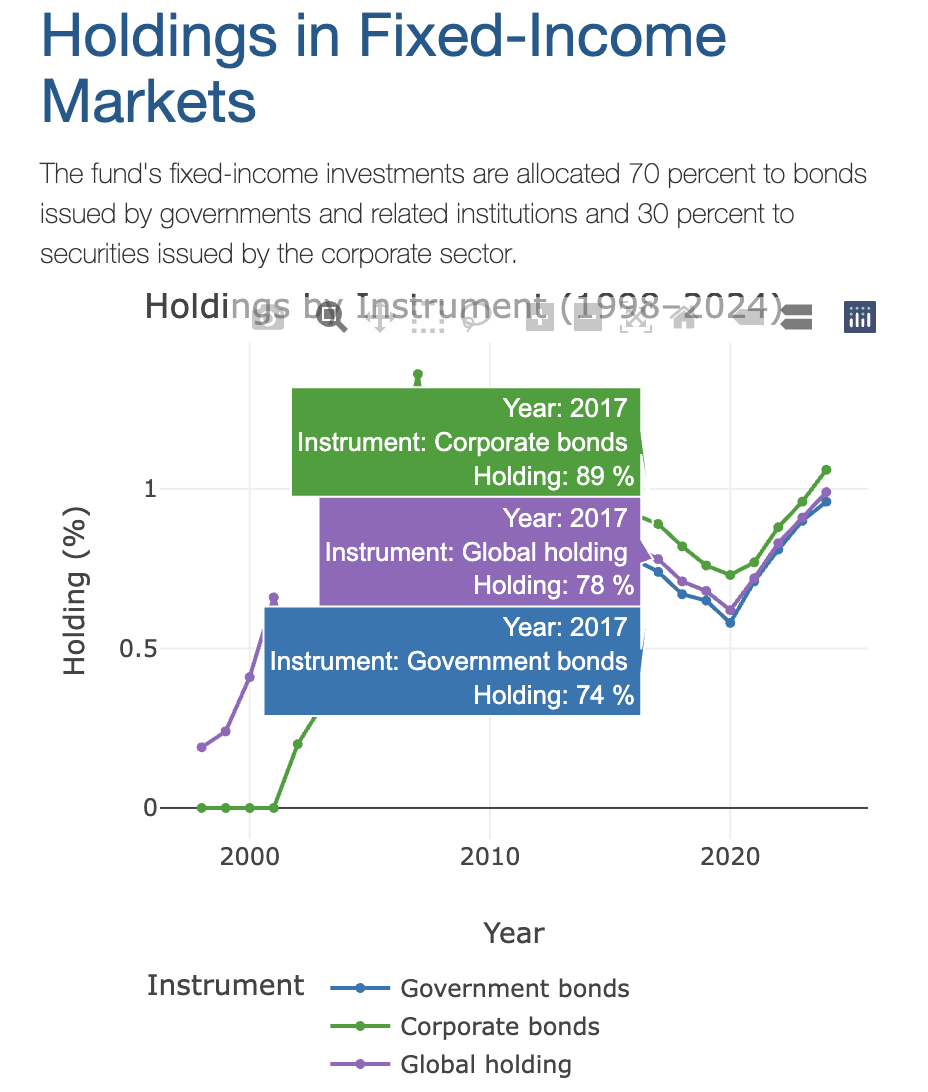 Holdings in Fixed-Income
Markets
The fund's fixed-income investments are allocated 70 percent to bonds
issued by governments and related institutions and 30 percent to
securities issued by the corporate sector.
Holdings by Instrument (1998–2024)
Year: 2017
Instrument: Corporate bonds
Holding: 89 %
1
Year: 2017
Instrument: Global holding
Holding: 78 %
Holding (%)
Year: 2017
0.5
Instrument: Government bonds
Holding: 74 %
0
2000 2010 2020
Year
Instrument
Government bonds
Corporate bonds
Global holding